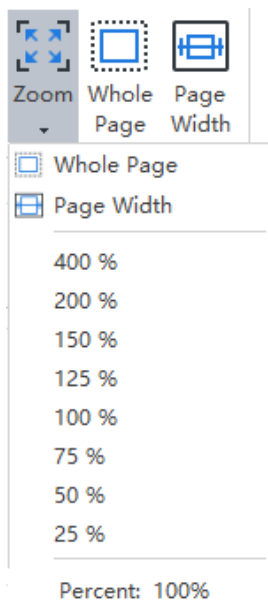 Zoom
Whole Page
Page Width
Whole Page
Page Width
400 %
200 %
150 %
125 %
100 %
75 %
50 %
25 %
Percent: 100%